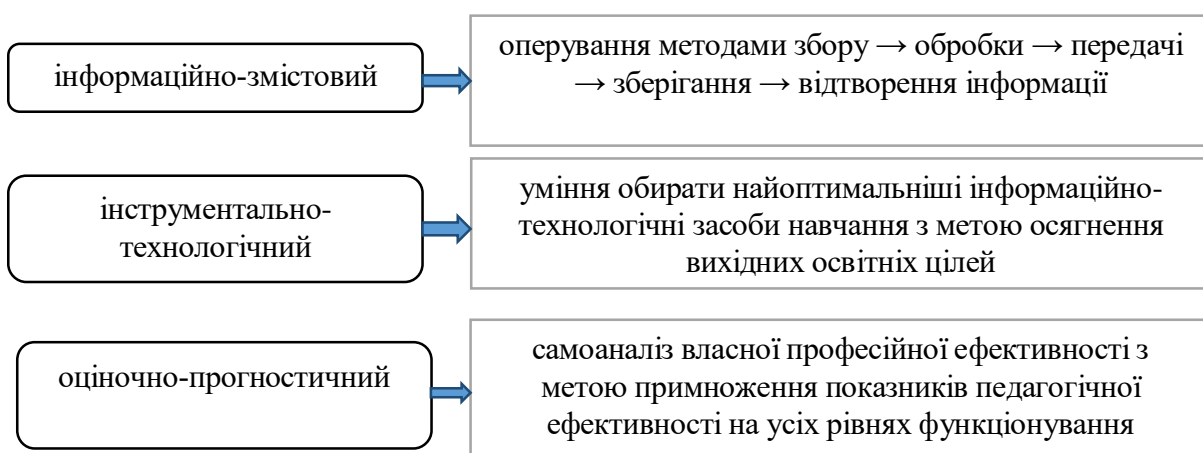 інформаційно-змістовий
оперування методами збору → обробки → передачі
→ зберігання → відтворення інформації
інструментально-
технологічний
уміння обирати найоптимальніші інформаційно-
технологічні засоби навчання з метою осягнення
вихідних освітніх цілей
оціночно-прогностичний
самоаналіз власної професійної ефективності з
метою примноження показників педагогічної
ефективності на усіх рівнях функціонування